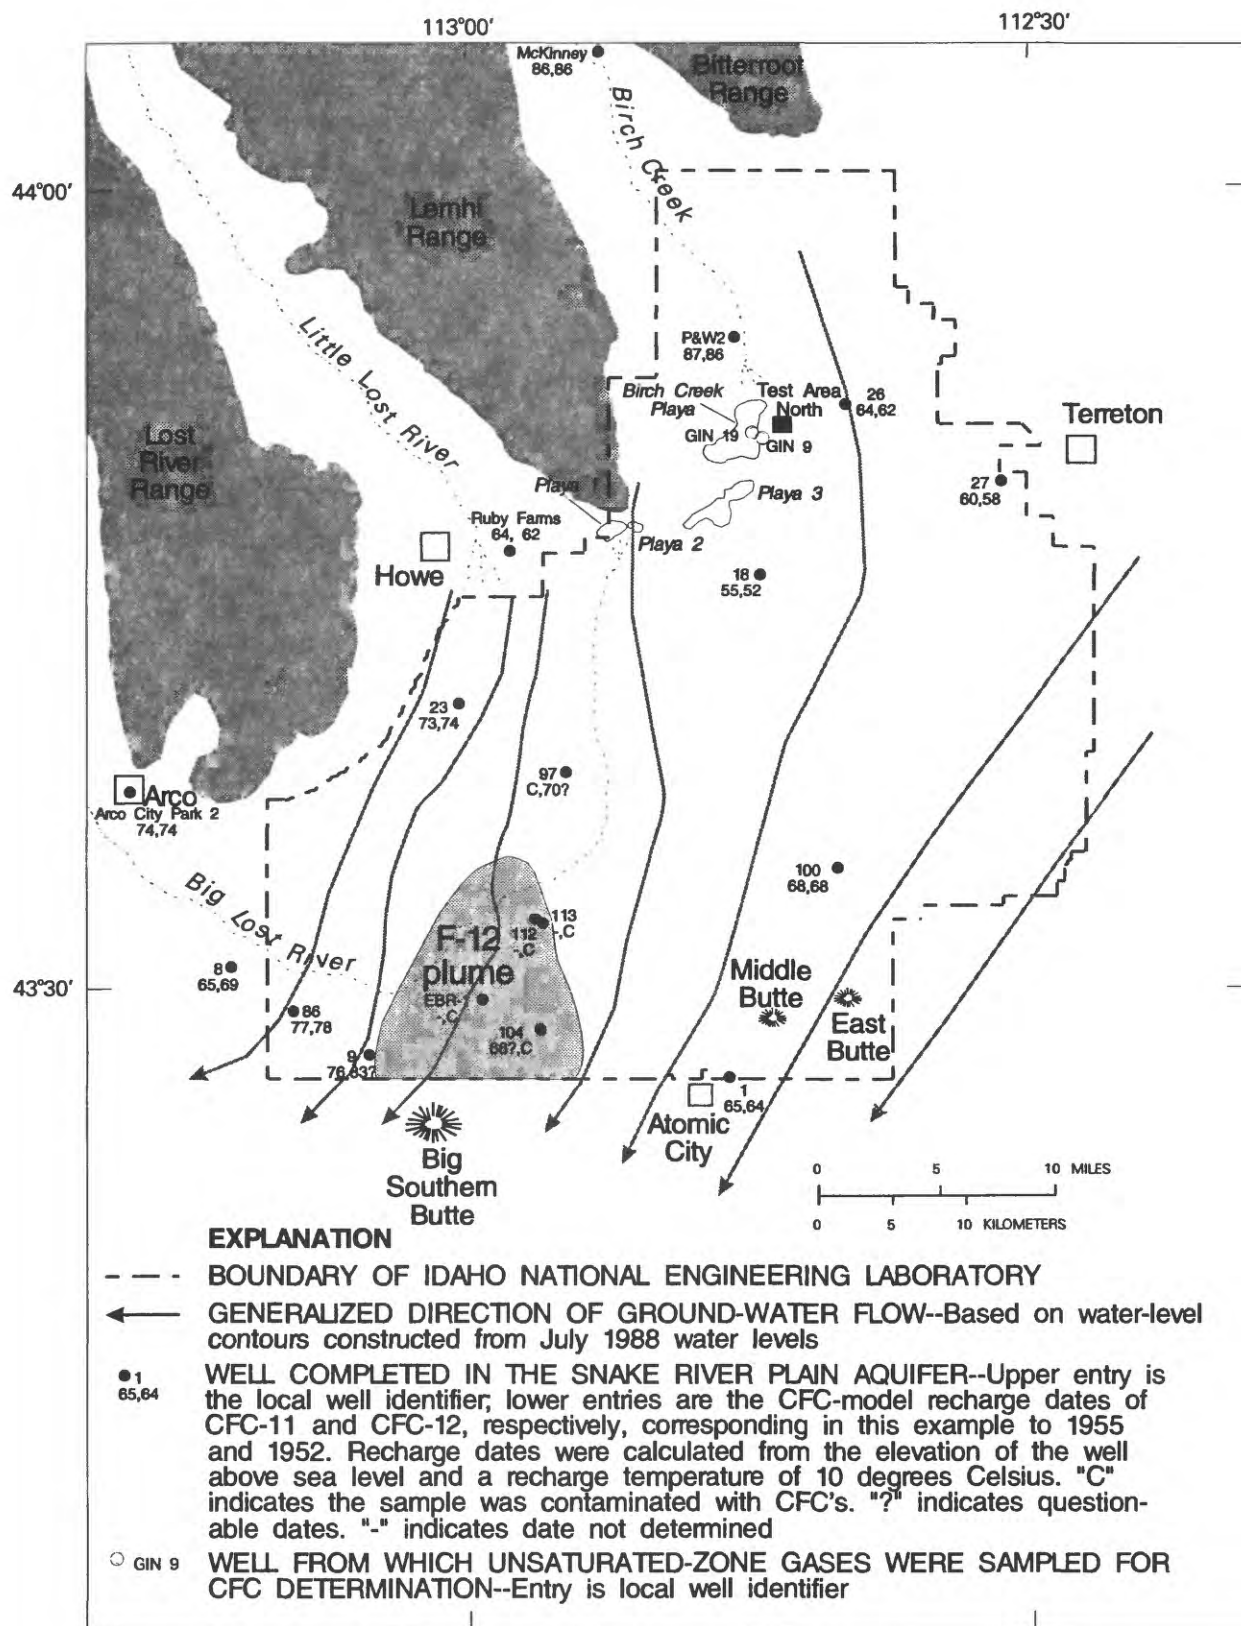 113°00'
112°30'
McKinney
86,86
Bitterroot
Range
Birch Creek
44°00'
Lemhi
Range
Little Lost River
P&W2
87,86
Birch Creek
Playa
Test Area
North
26
64,62
GIN 19
GIN 9
Terreton
Lost
River
Range
27
60,58
Playa 1
Playa 3
Ruby Farms
64, 62
Playa 2
Howe
18
55,52
23
73,74
97
C,70?
Arco
Arco City Park 2
74,74
100
68,68
Big Lost River
113
-,C
112
-,C
F-12
plume
8
65,69
43°30'
EBR-1
-,C
Middle
Butte
East
Butte
86
77,78
104
66?,C
9
76,83?
1
65,64
Atomic
City
Big
Southern
Butte
0 5 10 MILES
0 5 10 KILOMETERS
EXPLANATION
BOUNDARY OF IDAHO NATIONAL ENGINEERING LABORATORY
GENERALIZED DIRECTION OF GROUND-WATER FLOW--Based on water-level
contours constructed from July 1988 water levels
1
65,64
WELL COMPLETED IN THE SNAKE RIVER PLAIN AQUIFER--Upper entry is
the local well identifier; lower entries are the CFC-model recharge dates of
CFC-11 and CFC-12, respectively, corresponding in this example to 1955
and 1952. Recharge dates were calculated from the elevation of the well
above sea level and a recharge temperature of 10 degrees Celsius. "C"
indicates the sample was contaminated with CFC's. "?" indicates question-
able dates. "-" indicates date not determined
GIN 9
WELL FROM WHICH UNSATURATED-ZONE GASES WERE SAMPLED FOR
CFC DETERMINATION--Entry is local well identifier